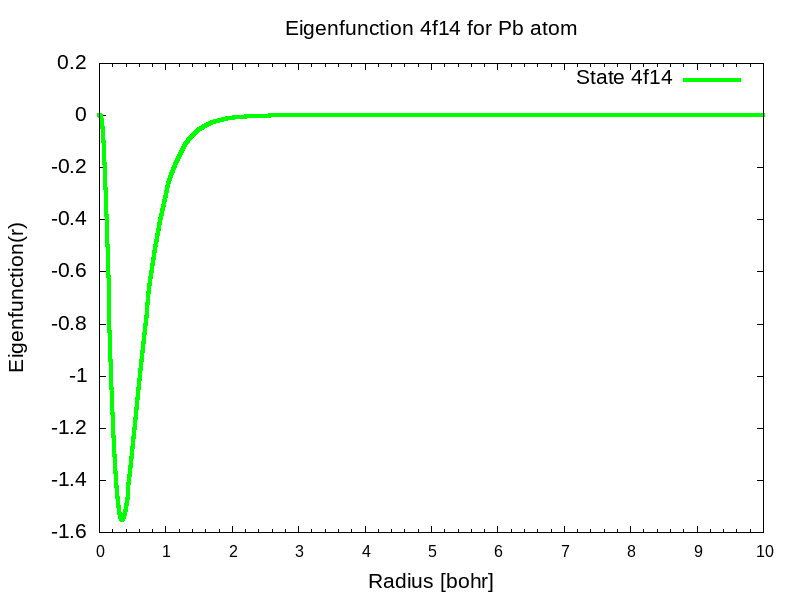 Eigenfunction 4f14 for Pb atom
State 4f14
0.2
0
-0.2
-0.4
-0.6
-0.8
-1
-1.2
-1.4
-1.6
Eigenfunction(r)
0 1 2 3 4 5 6 7 8 9 10
Radius [bohr]